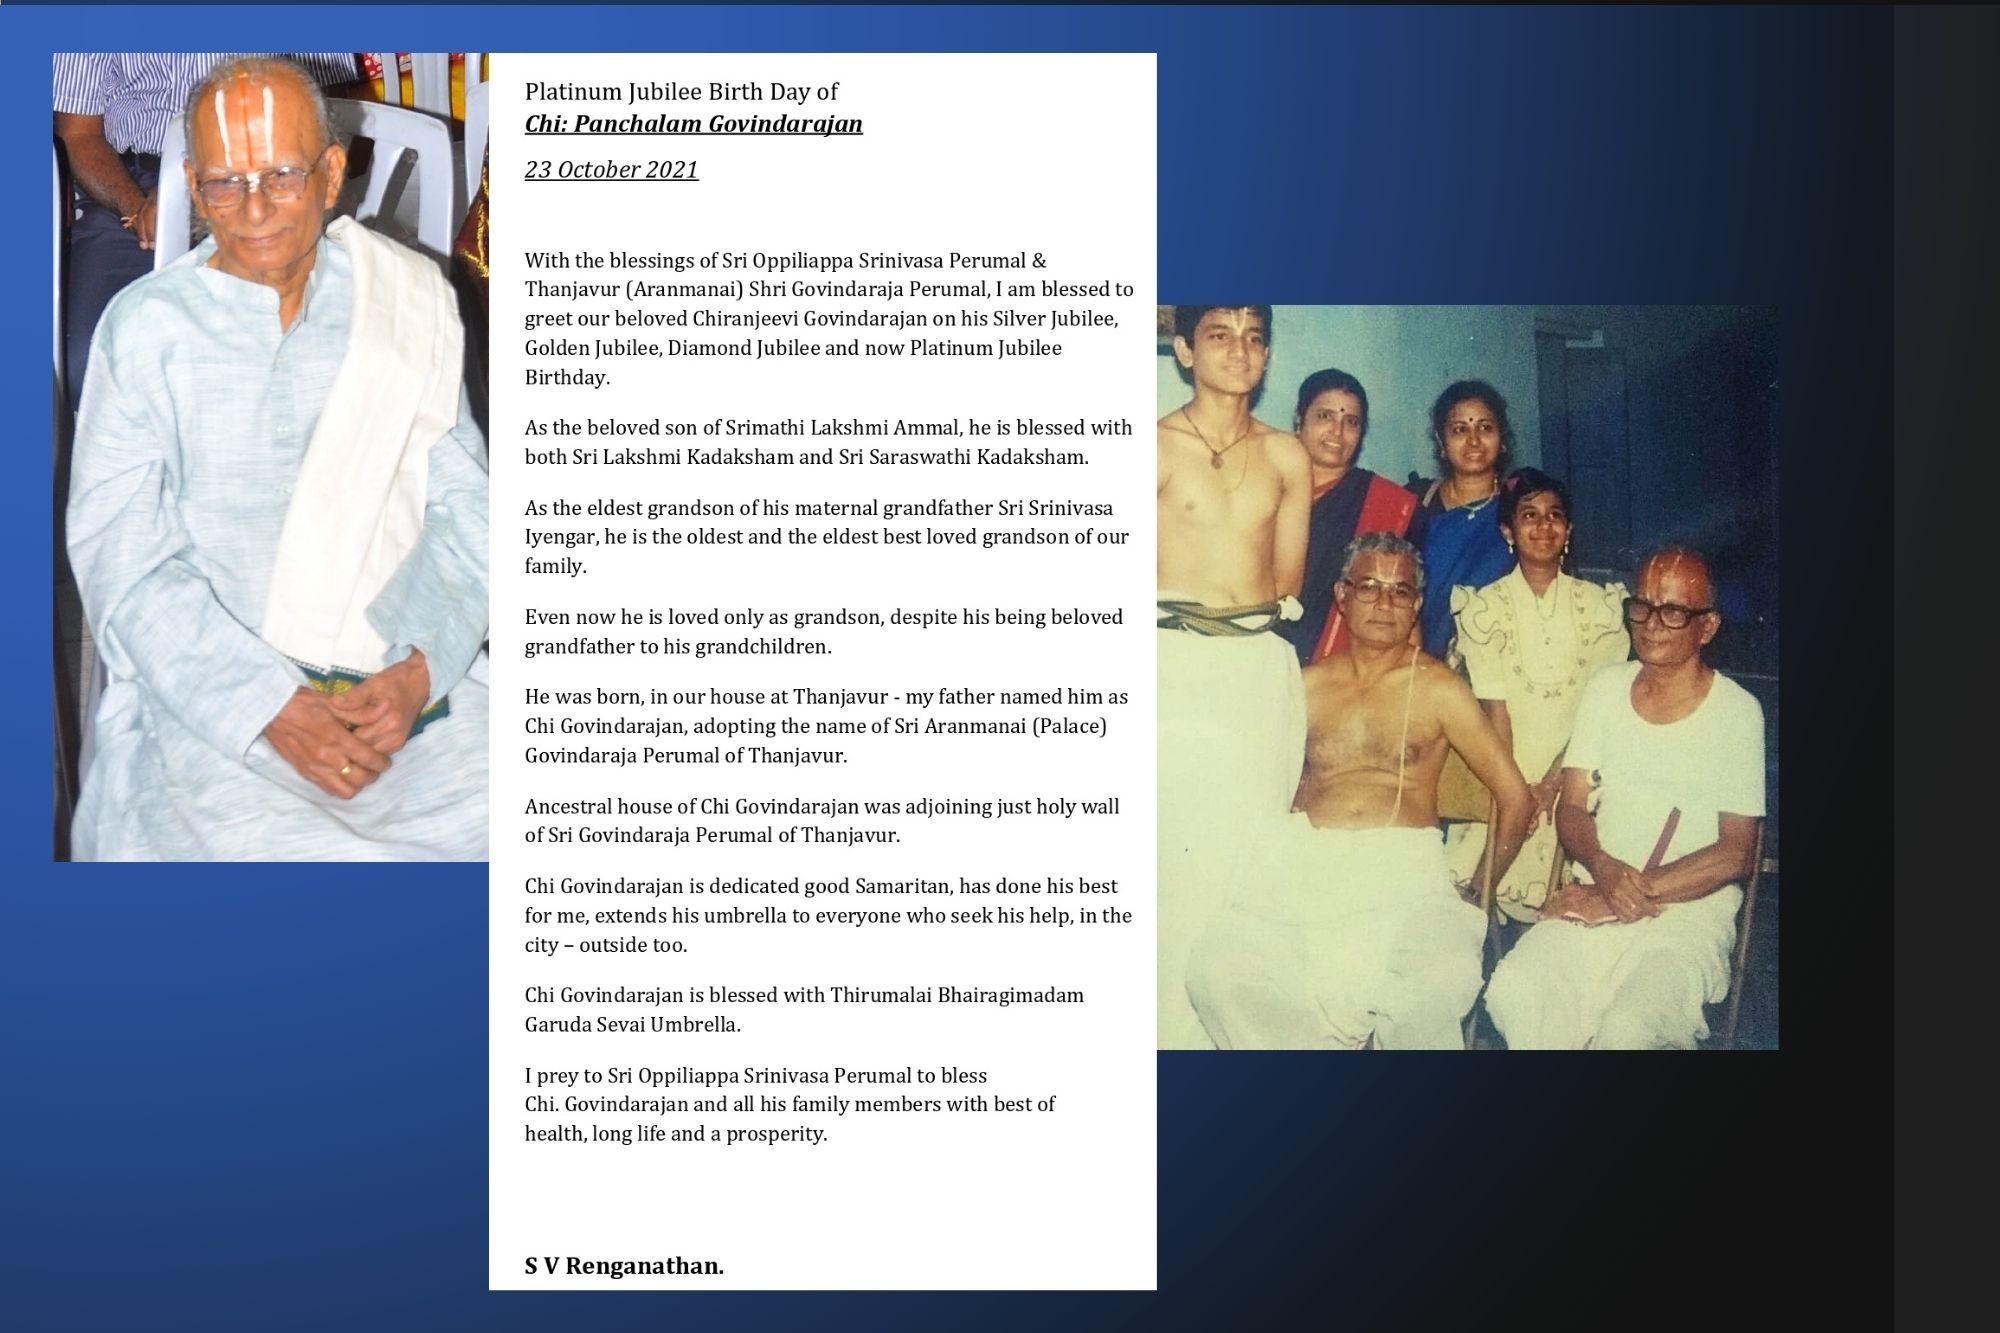 Platinum Jubilee Birth Day of
Chi: Panchalam Govindarajan
23 October 2021
With the blessings of Sri Oppiliappa Srinivasa Perumal &
Thanjavur (Aranmanai) Shri Govindaraja Perumal, I am blessed to
greet our beloved Chiranjeevi Govindarajan on his Silver Jubilee,
Golden Jubilee, Diamond Jubilee and now Platinum Jubilee
Birthday.
As the beloved son of Srimathi Lakshmi Ammal, he is blessed with
both Sri Lakshmi Kadaksham and Sri Saraswathi Kadaksham.
As the eldest grandson of his maternal grandfather Sri Srinivasa
Iyengar, he is the oldest and the eldest best loved grandson of our
family.
Even now he is loved only as grandson, despite his being beloved
grandfather to his grandchildren.
He was born, in our house at Thanjavur - my father named him as
Chi Govindarajan, adopting the name of Sri Aranmanai (Palace)
Govindaraja Perumal of Thanjavur.
Ancestral house of Chi Govindarajan was adjoining just holy wall
of Sri Govindaraja Perumal of Thanjavur.
Chi Govindarajan is dedicated good Samaritan, has done his best
for me, extends his umbrella to everyone who seek his help, in the
city – outside too.
Chi Govindarajan is blessed with Thirumalai Bhairagimadam
Garuda Sevai Umbrella.
I prey to Sri Oppiliappa Srinivasa Perumal to bless
Chi. Govindarajan and all his family members with best of
health, long life and a prosperity.
S V Renganathan.